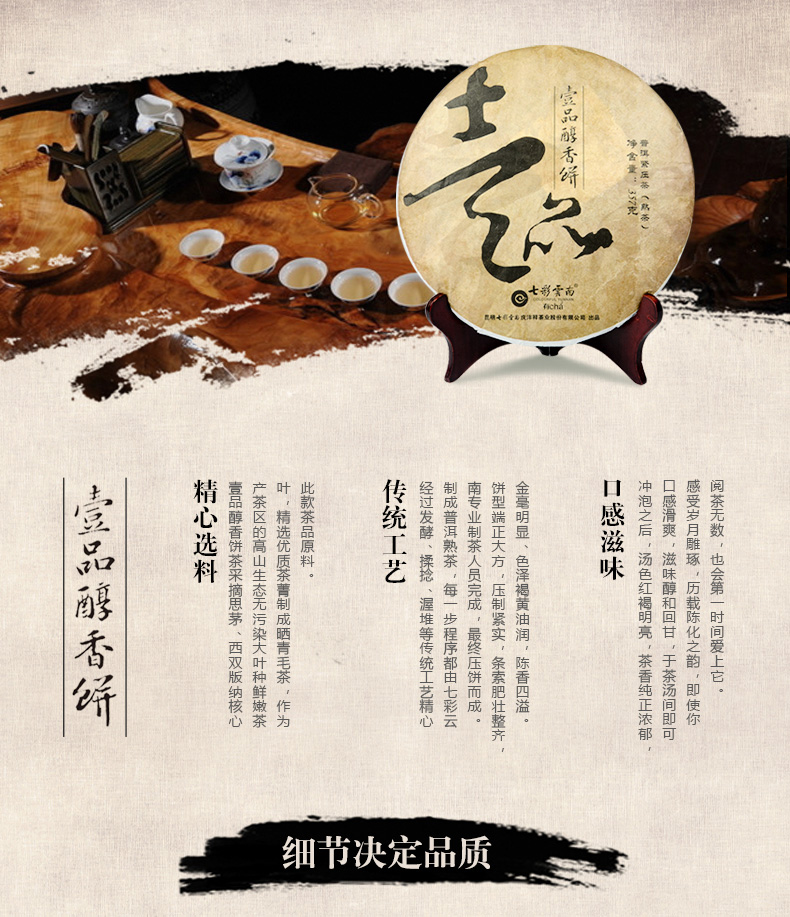 壹品
壹品醇香餅
普洱瓷压茶（熟茶）
净含量：357克
七彩雲南®
COLOURFUL YUNNAN
昆明七彩云南庆沣祥茶业股份有限公司 出品
壹品醇香餅
精心选料
壹品醇香饼茶采摘思茅、西双版纳核心
产茶区的高山生态无污染大叶种鲜嫩茶
叶，精选优质茶菁制成晒青毛茶，作为
此款茶品原料。
传统工艺
经过发酵、揉捻、渥堆等传统工艺精心
制成普洱熟茶，每一步程序都由七彩云
南专业制茶人员完成，最终压饼而成。
饼型端正大方，压制紧实，条索肥壮整齐，
金毫明显、色泽褐黄油润，陈香四溢。
口感滋味
冲泡之后，汤色红褐明亮，茶香纯正浓郁，
口感滑爽，滋味醇和回甘，于茶汤间即可
感受岁月雕琢，历载陈化之韵，即使你
阅茶无数，也会第一时间爱上它。
细节决定品质